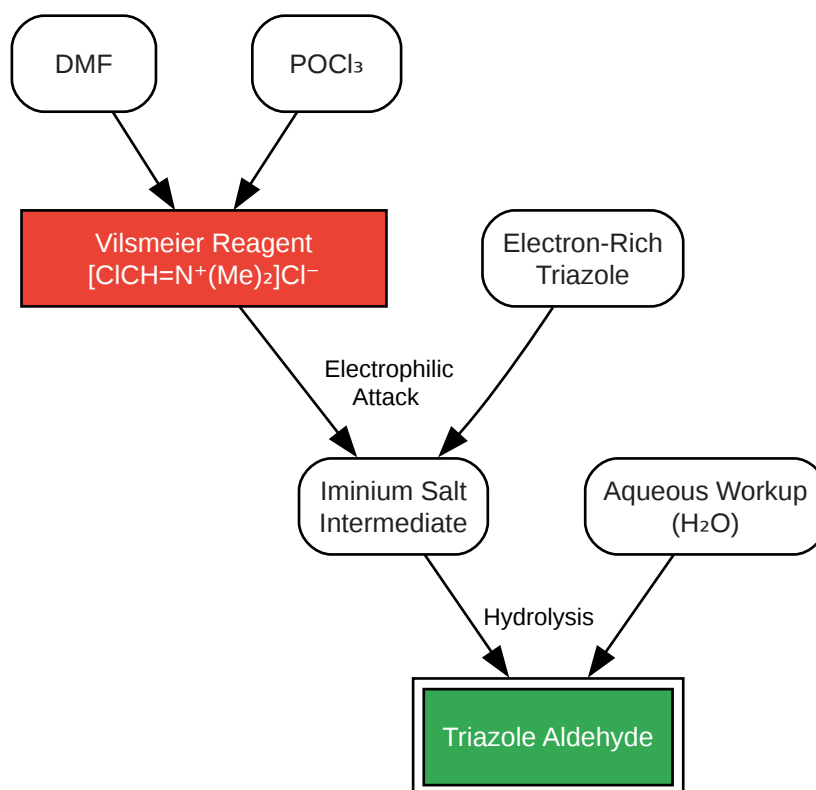 DMF
POCl₃
Vilsmeier Reagent
[ClCH=N⁺(Me)₂]Cl⁻
Electron-Rich
Triazole
Electrophilic
Attack
Iminium Salt
Intermediate
Aqueous Workup
(H₂O)
Hydrolysis
Triazole Aldehyde